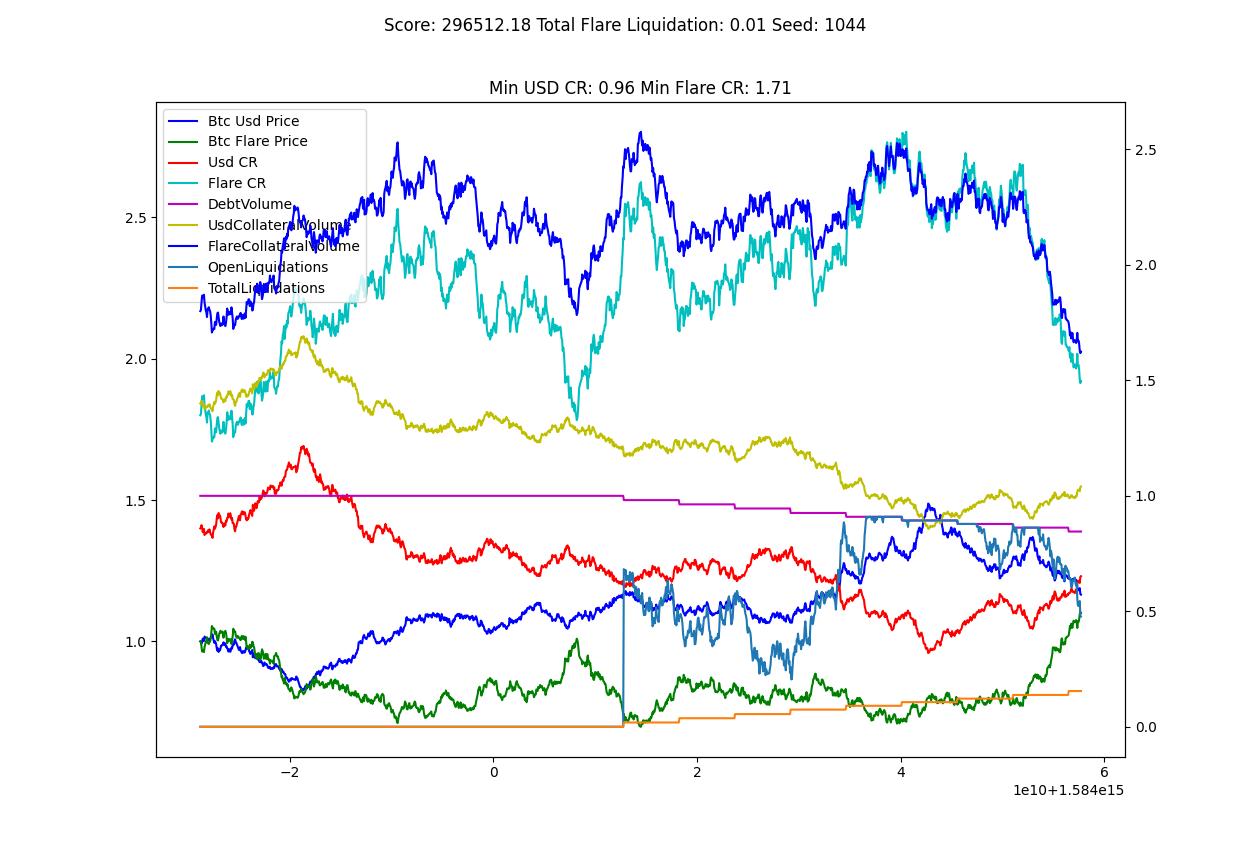 Score: 296512.18 Total Flare Liquidation: 0.01 Seed: 1044
Min USD CR: 0.96 Min Flare CR: 1.71
Btc Usd Price
Btc Flare Price
Usd CR
Flare CR
DebtVolume
UsdCollateralVolume
FlareCollateralVolume
OpenLiquidations
TotalLiquidations
2.5
2.0
1.5
1.0
2.5
2.0
1.5
1.0
0.5
0.0
−2 0 2 4 6
1e10+1.584e15